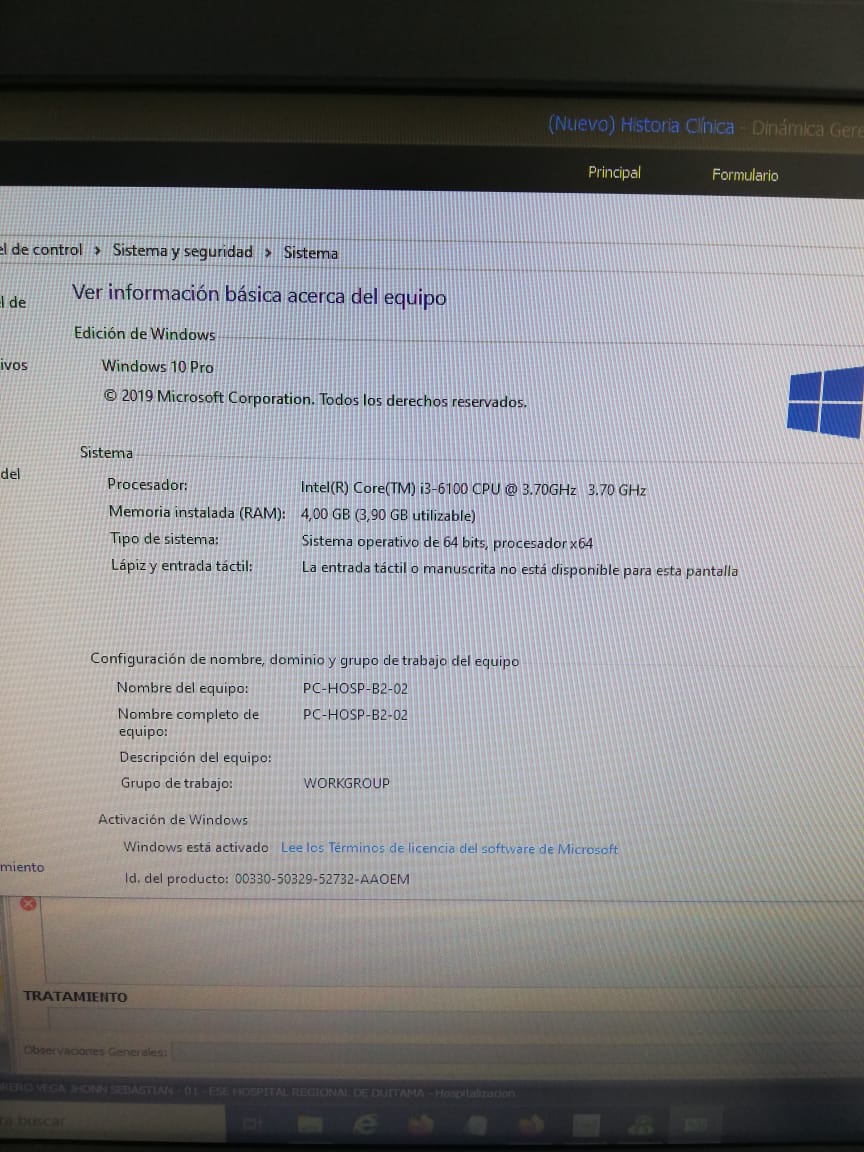 (Nuevo) Historia Clínica - Dinámica Gere
Principal Formulario
el de control > Sistema y seguridad > Sistema
l de
Ver información básica acerca del equipo
Edición de Windows
ivos
Windows 10 Pro
© 2019 Microsoft Corporation. Todos los derechos reservados.
Sistema
del
Procesador: Intel(R) Core(TM) i3-6100 CPU @ 3.70GHz 3.70 GHz
Memoria instalada (RAM): 4,00 GB (3,90 GB utilizable)
Tipo de sistema: Sistema operativo de 64 bits, procesador x64
Lápiz y entrada táctil: La entrada táctil o manuscrita no está disponible para esta pantalla
Configuración de nombre, dominio y grupo de trabajo del equipo
Nombre del equipo: PC-HOSP-B2-02
Nombre completo de PC-HOSP-B2-02
equipo:
Descripción del equipo:
Grupo de trabajo: WORKGROUP
Activación de Windows
Windows está activado Lee los Términos de licencia del software de Microsoft
miento
Id. del producto: 00330-50329-52732-AAOEM
TRATAMIENTO
Observaciones Generales:
RERO VEGA JHONN SEBASTIAN - 01 -ESE HOSPITAL REGIONAL DE DUITAMA - Hospitalizacion
ra buscar